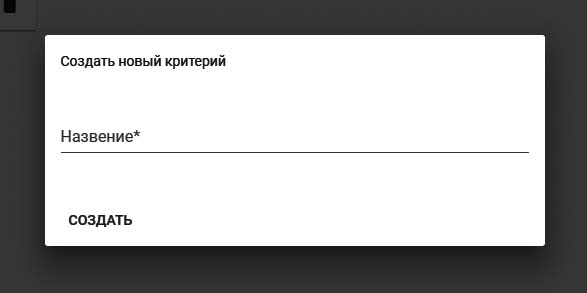 Создать новый критерий
Назвение*
СОЗДАТЬ